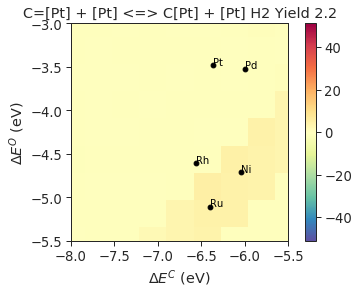 C=[Pt] + [Pt] <=> C[Pt] + [Pt] H2 Yield 2.2
−3.0
−3.5
−4.0
−4.5
−5.0
−5.5
ΔE^O (eV)
Pt
Pd
Rh
Ni
Ru
−8.0 −7.5 −7.0 −6.5 −6.0 −5.5
ΔE^C (eV)
40
20
0
−20
−40